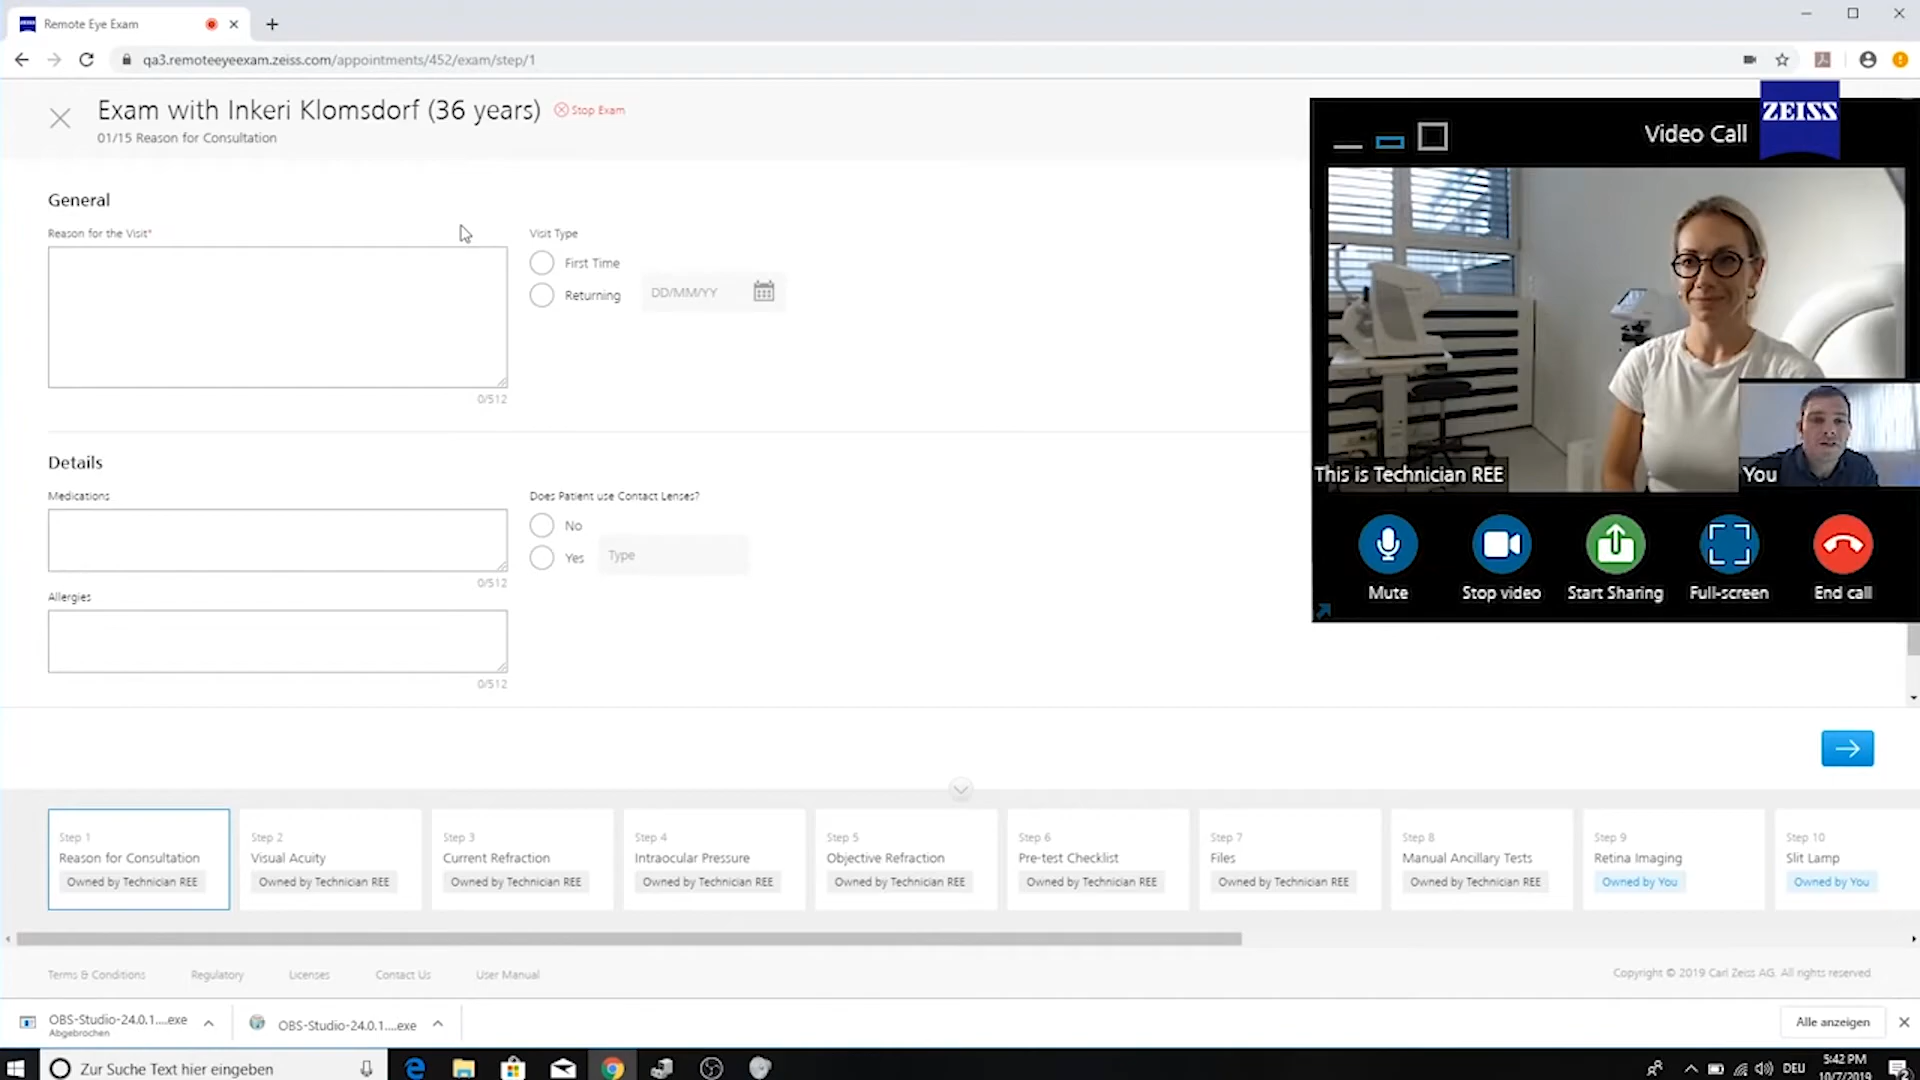 Remote Eye Exam
qa3.remoteeyeexam.zeiss.com/appointments/452/exam/step/1
Exam with Inkeri Klomsdorf (36 years)
Stop Exam
01/15 Reason for Consultation
ZEISS
Video Call
General
Reason for the Visit*
0/512
Visit Type
First Time
Returning
DD/MM/YY
This is Technician REE
You
Mute
Stop video
Start Sharing
Full-screen
End call
Details
Medications
0/512
Does Patient use Contact Lenses?
No
Yes
Type
Allergies
0/512
Step 1
Reason for Consultation
Owned by Technician REE
Step 2
Visual Acuity
Owned by Technician REE
Step 3
Current Refraction
Owned by Technician REE
Step 4
Intraocular Pressure
Owned by Technician REE
Step 5
Objective Refraction
Owned by Technician REE
Step 6
Pre-test Checklist
Owned by Technician REE
Step 7
Files
Owned by Technician REE
Step 8
Manual Ancillary Tests
Owned by Technician REE
Step 9
Retina Imaging
Owned by You
Step 10
Slit Lamp
Owned by You
Terms & Conditions
Regulatory
Licenses
Contact Us
User Manual
Copyright © 2019 Carl Zeiss AG. All rights reserved.
OBS-Studio-24.0.1....exe
Abgebrochen
OBS-Studio-24.0.1....exe
Alle anzeigen
Zur Suche Text hier eingeben
DEU
5:42 PM
10/7/2019
2